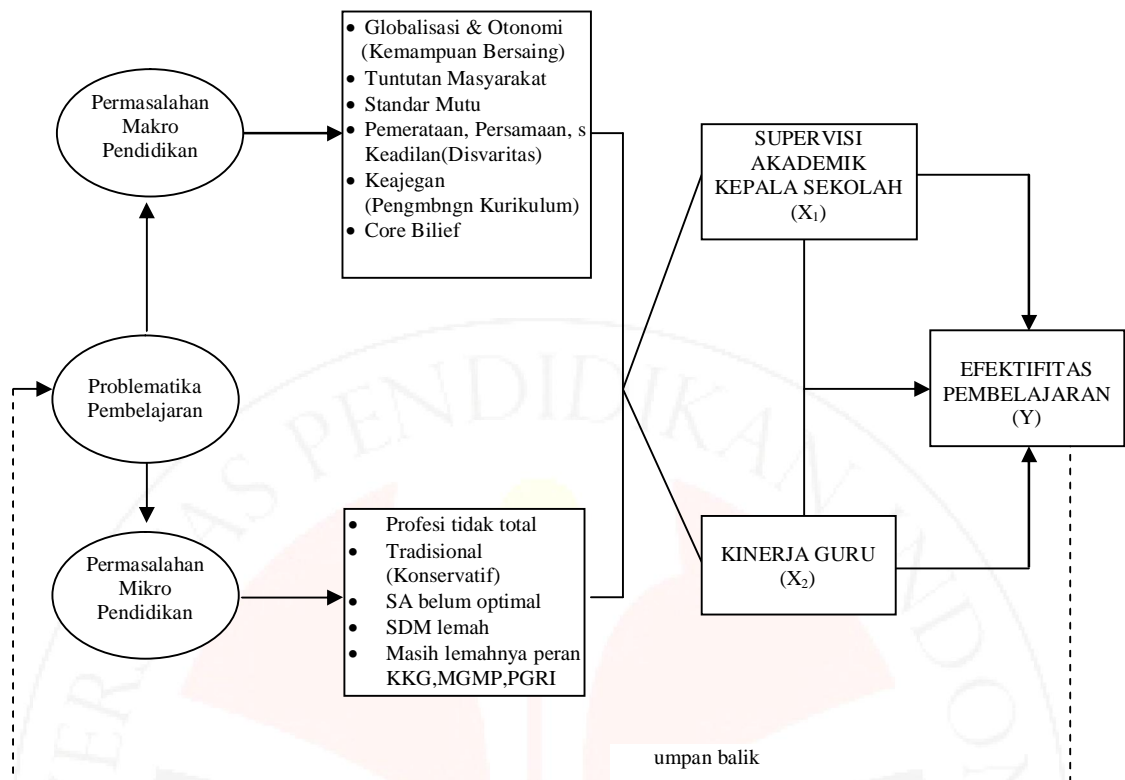 Permasalahan
Makro
Pendidikan
• Globalisasi & Otonomi
(Kemampuan Bersaing)
• Tuntutan Masyarakat
• Standar Mutu
• Pemerataan, Persamaan, s
Keadilan(Disvaritas)
• Keajegan
(Pengmbngn Kurikulum)
• Core Bilief
SUPERVISI
AKADEMIK
KEPALA SEKOLAH
(X₁)
Problematika
Pembelajaran
EFEKTIFITAS
PEMBELAJARAN
(Y)
Permasalahan
Mikro
Pendidikan
• Profesi tidak total
• Tradisional
(Konservatif)
• SA belum optimal
• SDM lemah
• Masih lemahnya peran
KKG,MGMP,PGRI
KINERJA GURU
(X₂)
umpan balik